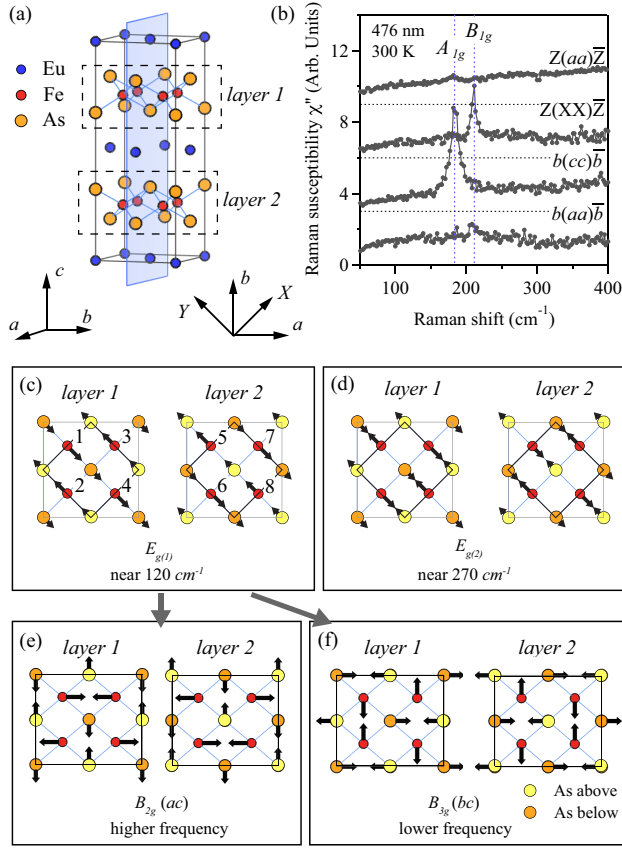 (a)
Eu
Fe
As
layer 1
layer 2
c
a
b
b
X
Y
a
(b)
476 nm
300 K
A1g
B1g
Z(aa)Z̅
Z(XX)Z̅
b(cc)b̅
b(aa)b̅
Raman susceptibility χ'' (Arb. Units)
12
8
4
0
100
200
300
400
Raman shift (cm⁻¹)
(c)
layer 1
layer 2
1
3
2
4
5
7
6
8
Eg(1)
near 120 cm⁻¹
(d)
layer 1
layer 2
Eg(2)
near 270 cm⁻¹
(e)
layer 1
layer 2
B2g (ac)
higher frequency
(f)
layer 1
layer 2
As above
As below
B3g (bc)
lower frequency